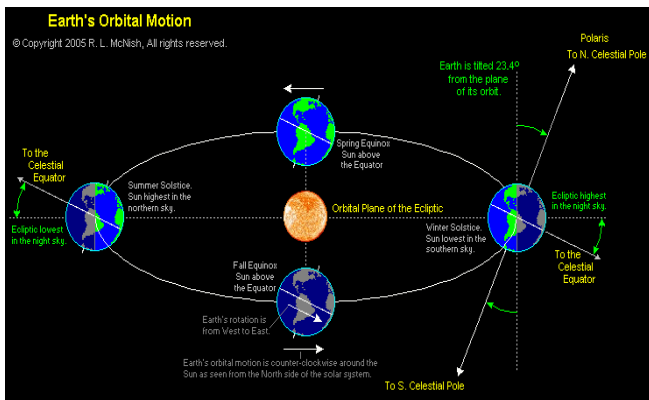 Earth's Orbital Motion
© Copyright 2005 R. L. McNish, All rights reserved.
Polaris
To N. Celestial Pole
Earth is tilted 23.4º
from the plane
of its orbit.
Spring Equinox
Sun above
the Equator
To the
Celestial
Equator
Summer Solstice.
Sun highest in the
northern sky.
Ecliptic lowest
in the night sky.
Orbital Plane of the Ecliptic
Ecliptic highest
in the night sky.
Winter Solstice.
Sun lowest in the
southern sky.
To the
Celestial
Equator
Fall Equinox
Sun above
the Equator
Earth's rotation is
from West to East.
Earth's orbital motion is counter-clockwise around the
Sun as seen from the North side of the solar system.
To S. Celestial Pole